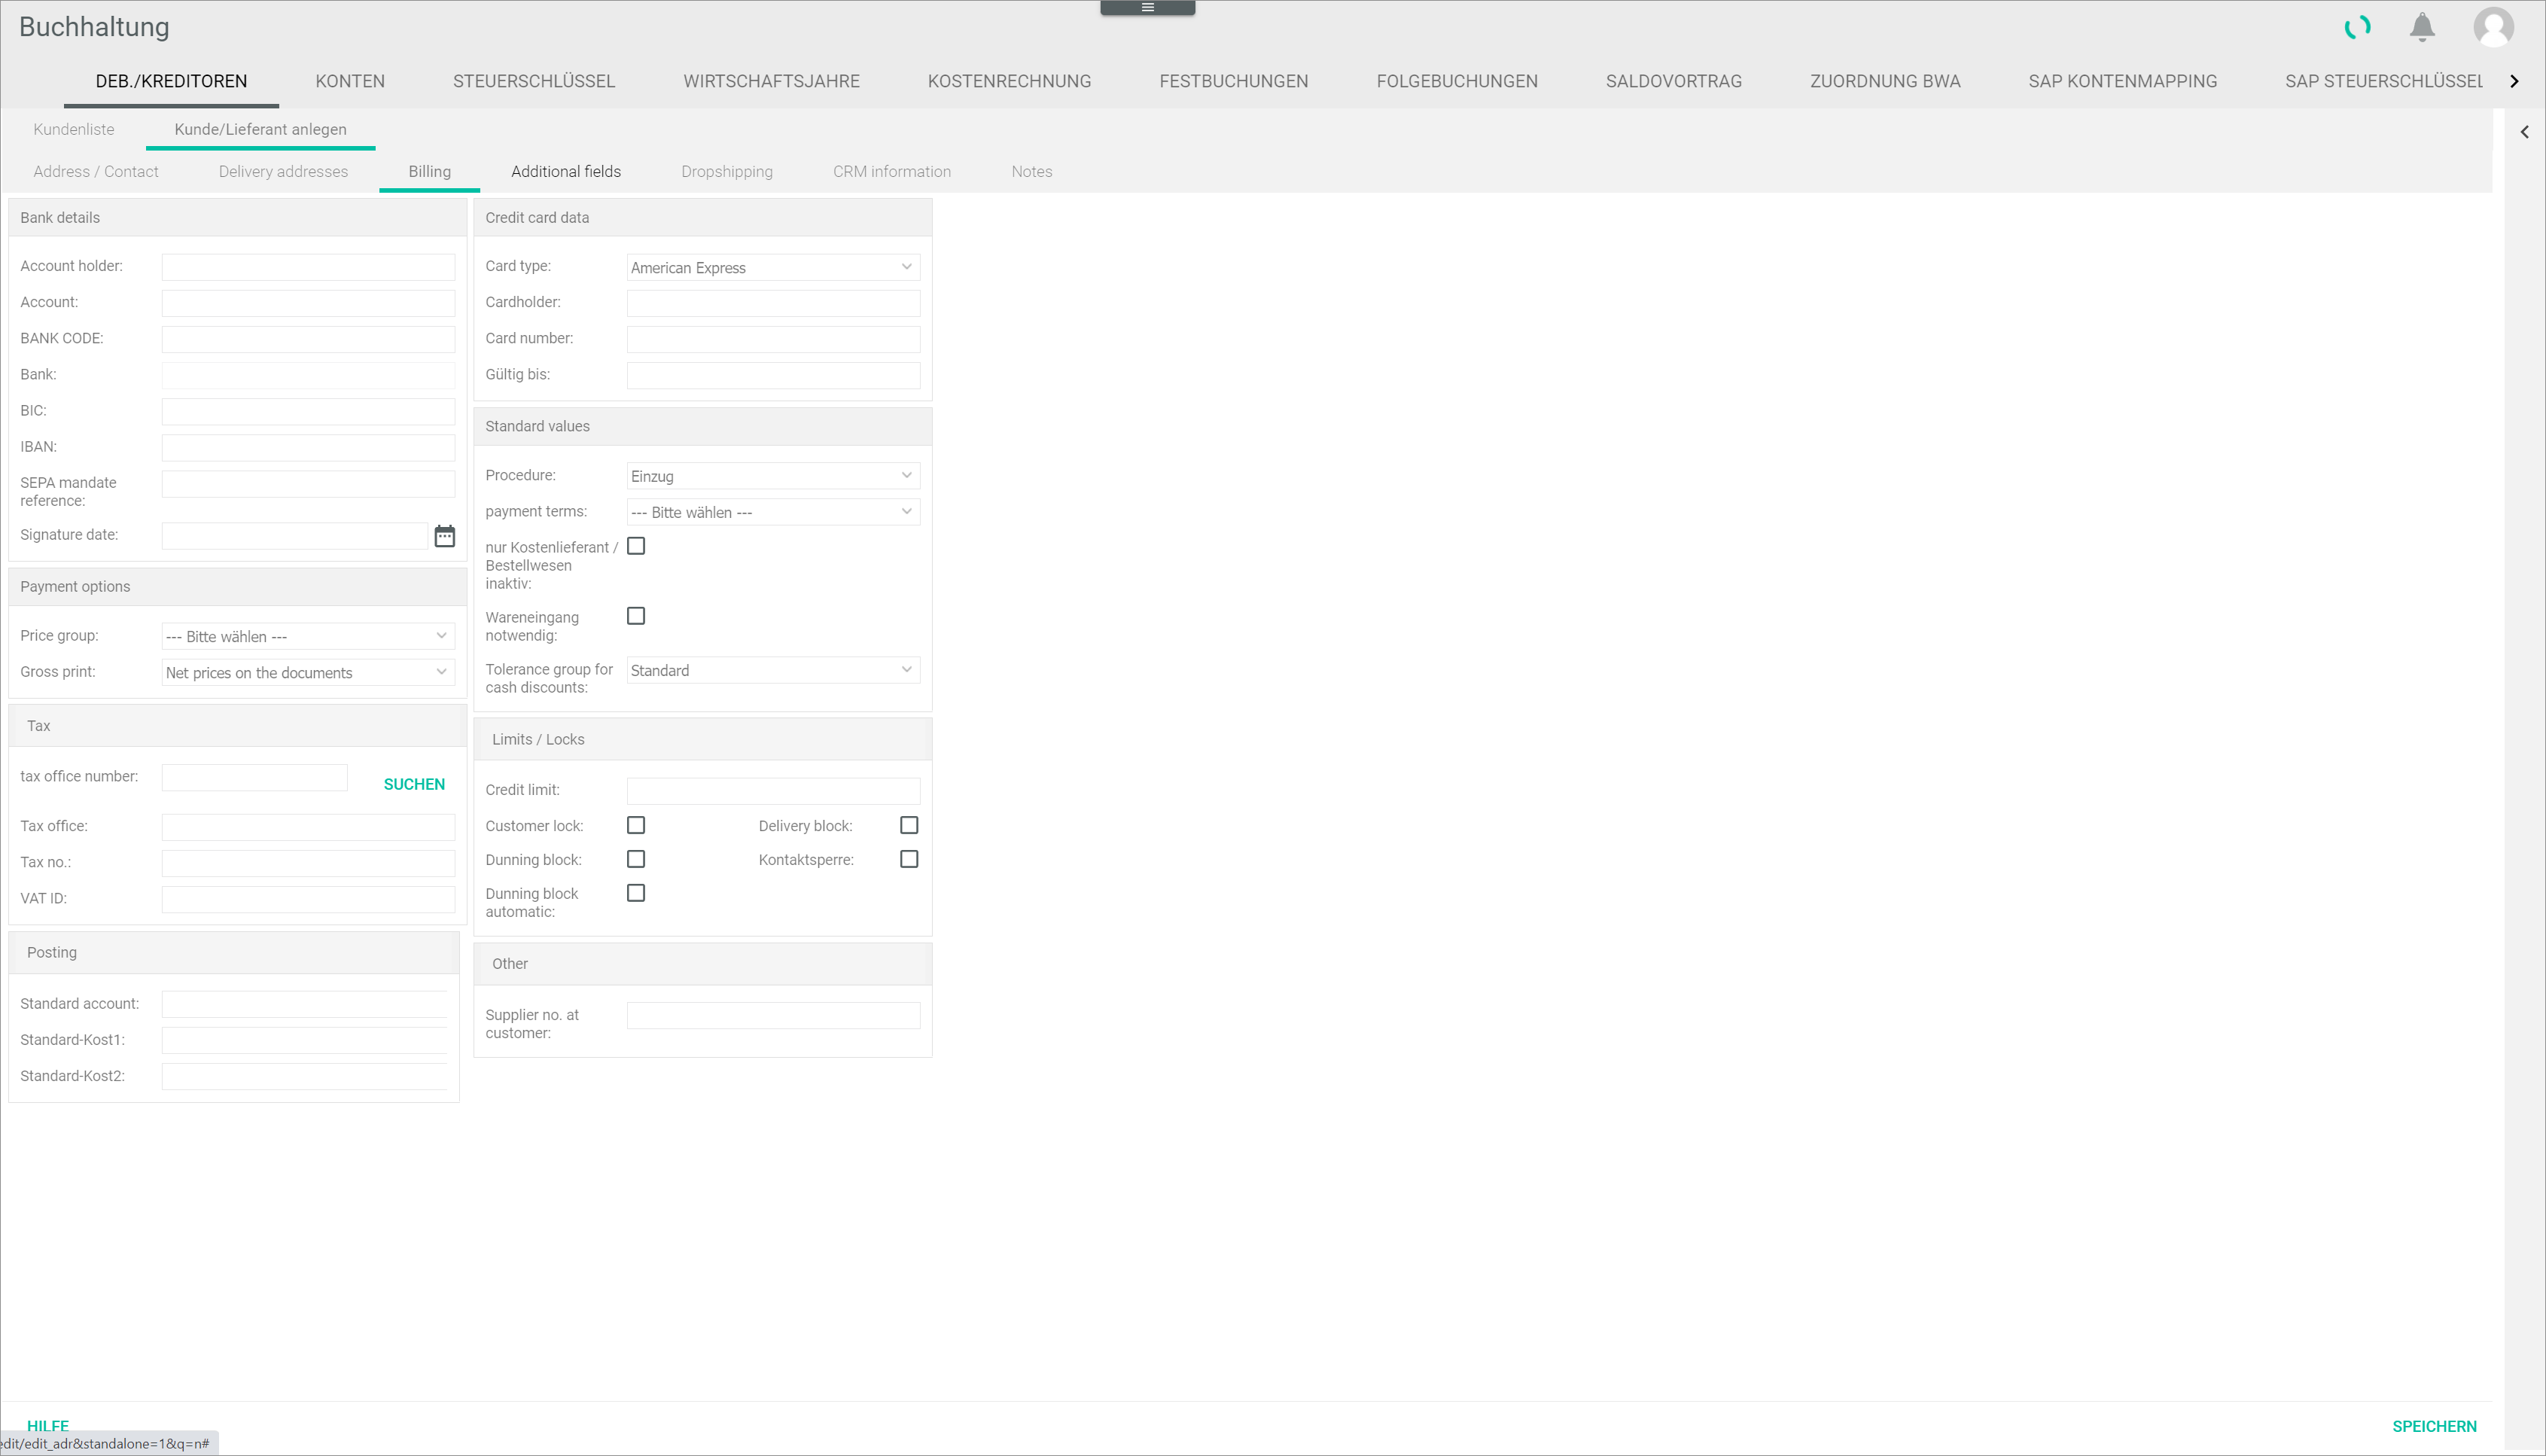 Buchhaltung
DEB./KREDITOREN KONTEN STEUERSCHLÜSSEL WIRTSCHAFTSJAHRE KOSTENRECHNUNG FESTBUCHUNGEN FOLGEBUCHUNGEN SALDOVORTRAG ZUORDNUNG BWA SAP KONTENMAPPING SAP STEUERSCHLÜSSEL
Kundenliste Kunde/Lieferant anlegen
Address / Contact Delivery addresses Billing Additional fields Dropshipping CRM information Notes
Bank details
Account holder:
Account:
BANK CODE:
Bank:
BIC:
IBAN:
SEPA mandate
reference:
Signature date:
Payment options
Price group: --- Bitte wählen ---
Gross print: Net prices on the documents
Tax
tax office number: SUCHEN
Tax office:
Tax no.:
VAT ID:
Posting
Standard account:
Standard-Kost1:
Standard-Kost2:
Credit card data
Card type: American Express
Cardholder:
Card number:
Gültig bis:
Standard values
Procedure: Einzug
payment terms: --- Bitte wählen ---
nur Kostenlieferant /
Bestellwesen
inaktiv:
Wareneingang
notwendig:
Tolerance group for
cash discounts: Standard
Limits / Locks
Credit limit:
Customer lock: Delivery block:
Dunning block: Kontaktsperre:
Dunning block
automatic:
Other
Supplier no. at
customer:
HILFE SPEICHERN
edit/edit_adr&standalone=1&q=n#